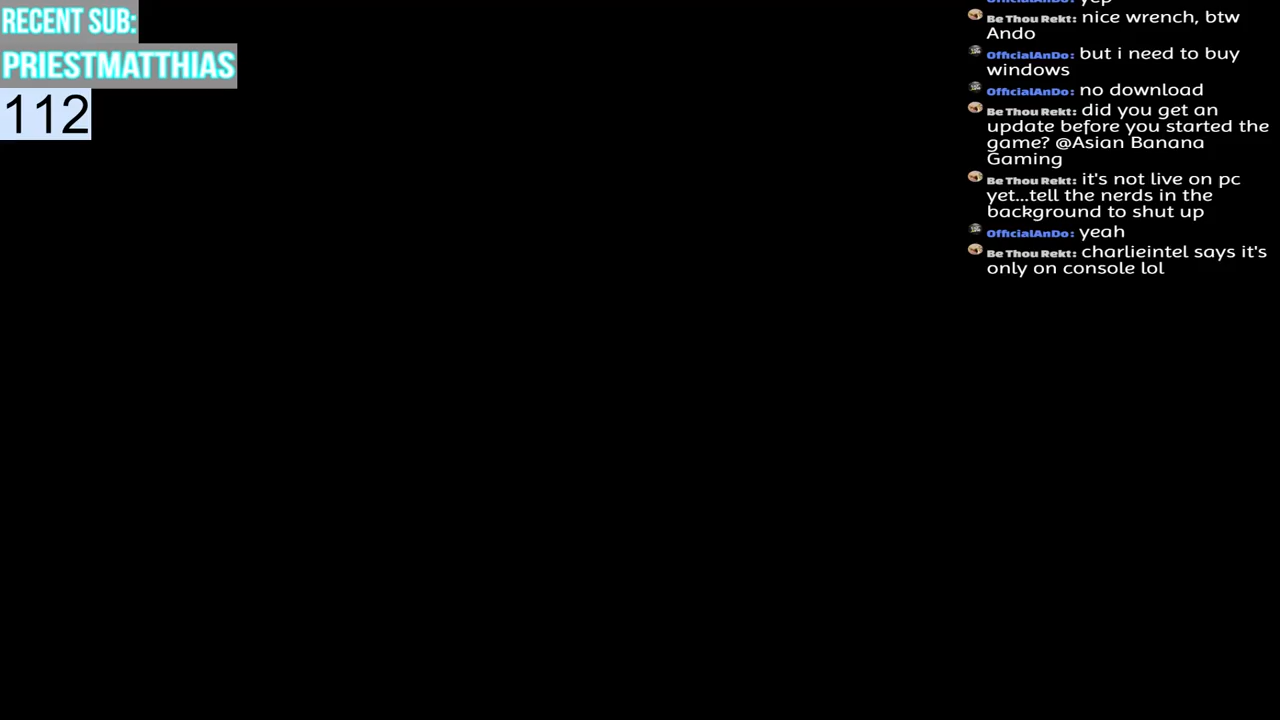 RECENT SUB:
PRIESTMATTHIAS
112
OfficialAnDo: yep
Be Thou Rekt: nice wrench, btw
Ando
OfficialAnDo: but i need to buy
windows
OfficialAnDo: no download
Be Thou Rekt: did you get an
update before you started the
game? @Asian Banana
Gaming
Be Thou Rekt: it's not live on pc
yet...tell the nerds in the
background to shut up
OfficialAnDo: yeah
Be Thou Rekt: charlieintel says it's
only on console lol